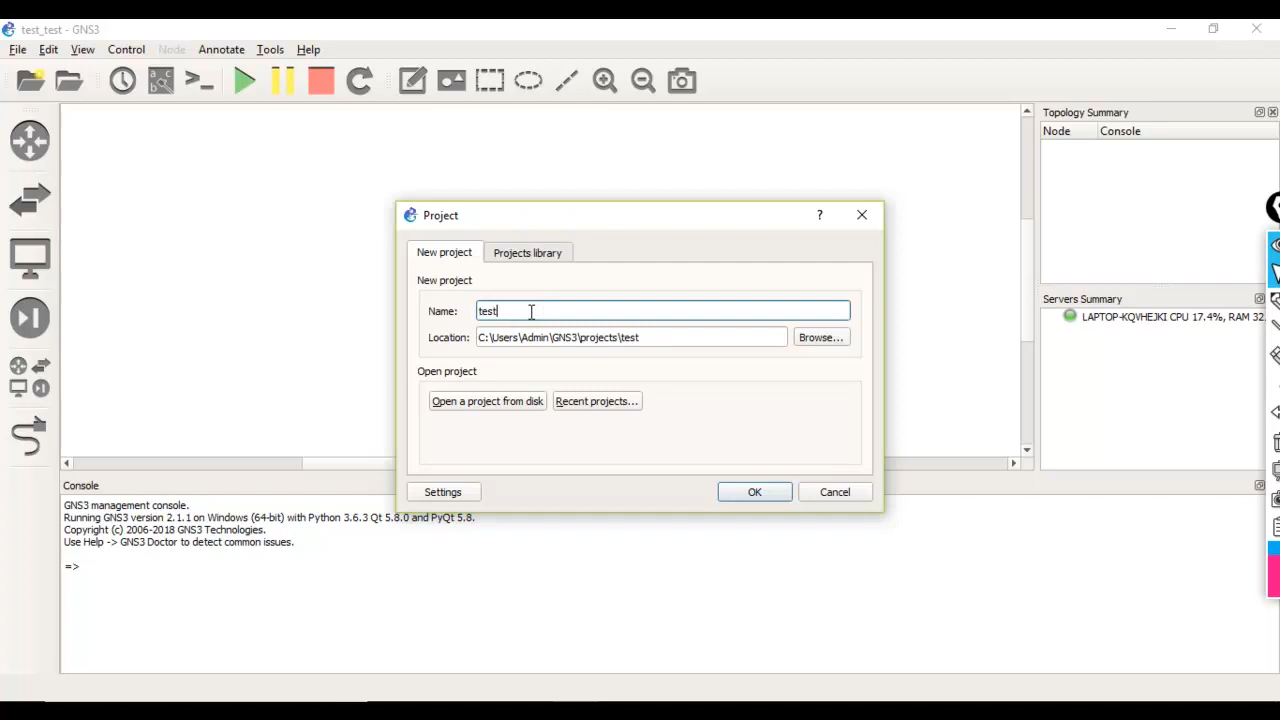 test_test - GNS3
File Edit View Control Node Annotate Tools Help
Topology Summary
Node Console
Project
New project Projects library
New project
Name: test
Location: C:\Users\Admin\GNS3\projects\test Browse...
Open project
Open a project from disk Recent projects...
Settings OK Cancel
Servers Summary
LAPTOP-KQVHEJKI CPU 17.4%, RAM 32.
Console
GNS3 management console.
Running GNS3 version 2.1.1 on Windows (64-bit) with Python 3.6.3 Qt 5.8.0 and PyQt 5.8.
Copyright (c) 2006-2018 GNS3 Technologies.
Use Help -> GNS3 Doctor to detect common issues.
=>